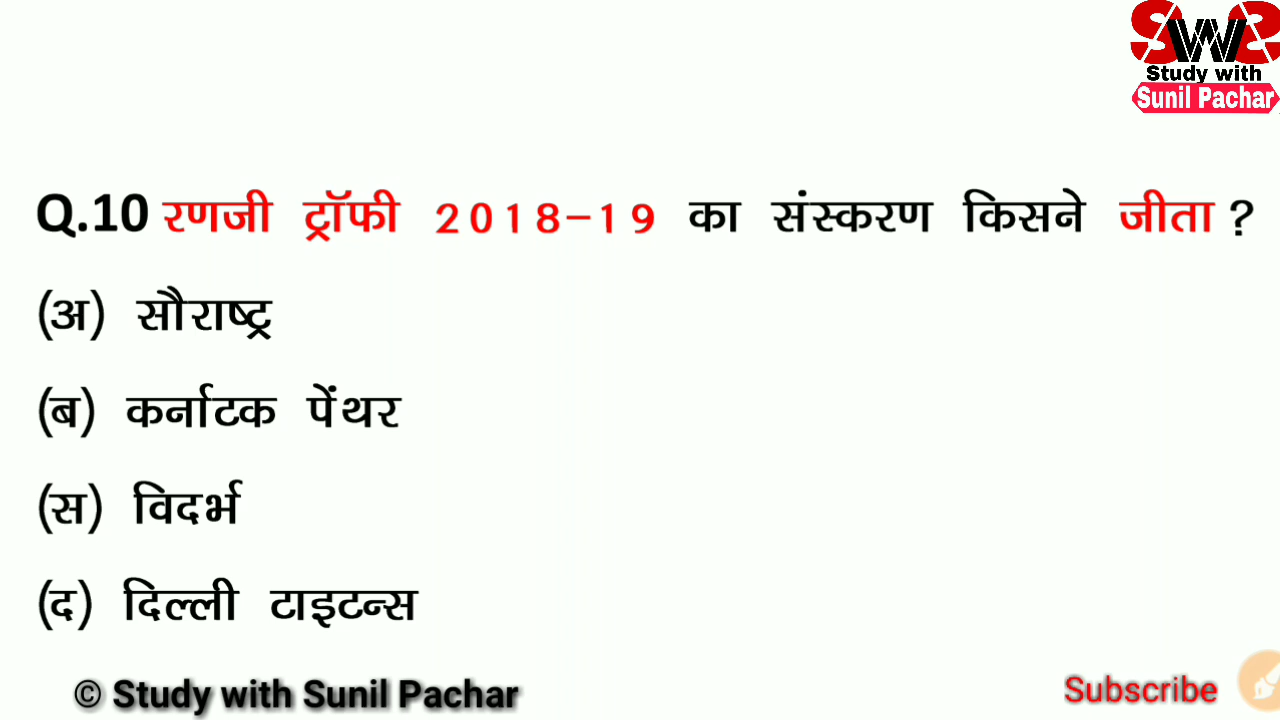 SWS
Study with
Sunil Pachar
Q.10 रणजी ट्रॉफी 2018-19 का संस्करण किसने जीता ?
(अ) सौराष्ट्र
(ब) कर्नाटक पेंथर
(स) विदर्भ
(द) दिल्ली टाइटन्स
© Study with Sunil Pachar
Subscribe